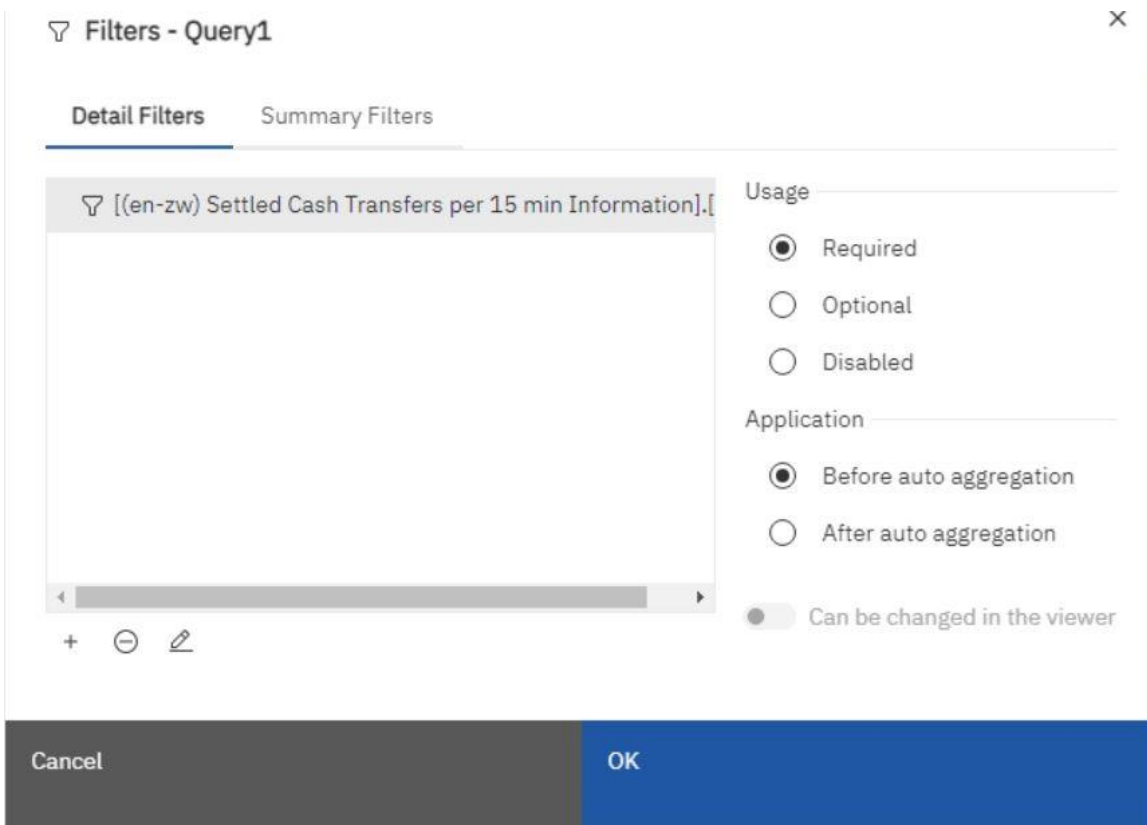 Filters - Query1
Detail Filters Summary Filters
[(en-zw) Settled Cash Transfers per 15 min Information].[
Usage
Required
Optional
Disabled
Application
Before auto aggregation
After auto aggregation
Can be changed in the viewer
Cancel OK